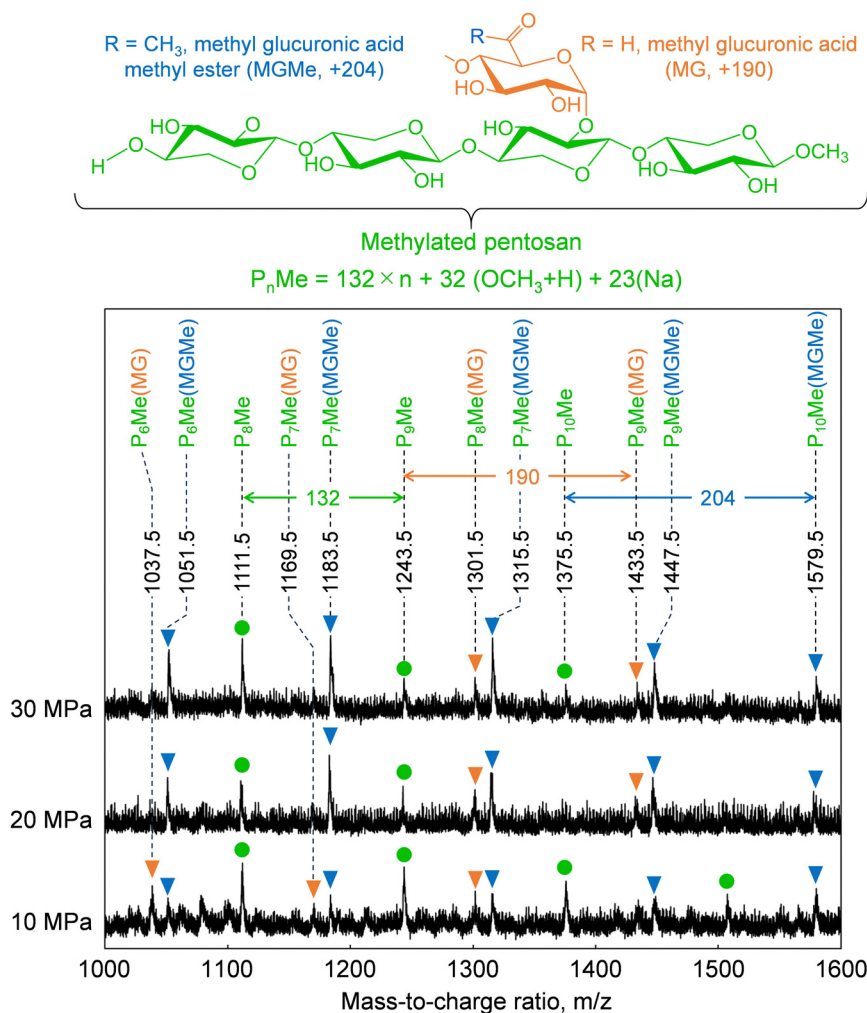 R = CH₃, methyl glucuronic acid
methyl ester (MGMe, +204)
R
O
O
O
HO
OH
R = H, methyl glucuronic acid
(MG, +190)
HO
O
H
O
O
O
O
HO
OH
O
O
HO
O
O
O
O
HO
OH
OCH₃
Methylated pentosan
PₙMe = 132 × n + 32 (OCH₃+H) + 23(Na)
P₆Me(MG)
P₆Me(MGMe)
P₈Me
P₇Me(MG)
P₇Me(MGMe)
P₉Me
P₈Me(MG)
P₇Me(MGMe)
P₁₀Me
P₉Me(MG)
P₉Me(MGMe)
P₁₀Me(MGMe)
132
190
204
1037.5
1051.5
1111.5
1169.5
1183.5
1243.5
1301.5
1315.5
1375.5
1433.5
1447.5
1579.5
30 MPa
20 MPa
10 MPa
1000 1100 1200 1300 1400 1500 1600
Mass-to-charge ratio, m/z